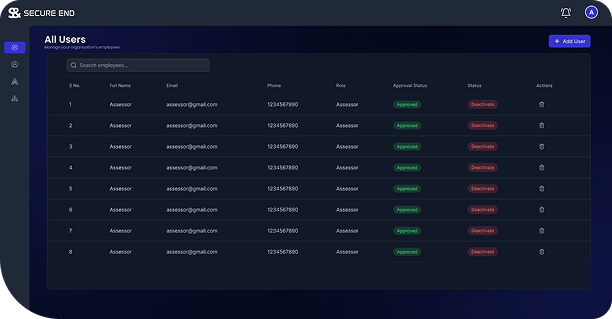 S& SECURE END
A
All Users
Manage your organization's employees
+ Add User
Search employees...
S No. Full Name Email Phone Role Approval Status Status Actions
1 Assessor assessor@gmail.com 1234567890 Assessor Approved Deactivate
2 Assessor assessor@gmail.com 1234567890 Assessor Approved Deactivate
3 Assessor assessor@gmail.com 1234567890 Assessor Approved Deactivate
4 Assessor assessor@gmail.com 1234567890 Assessor Approved Deactivate
5 Assessor assessor@gmail.com 1234567890 Assessor Approved Deactivate
6 Assessor assessor@gmail.com 1234567890 Assessor Approved Deactivate
7 Assessor assessor@gmail.com 1234567890 Assessor Approved Deactivate
8 Assessor assessor@gmail.com 1234567890 Assessor Approved Deactivate